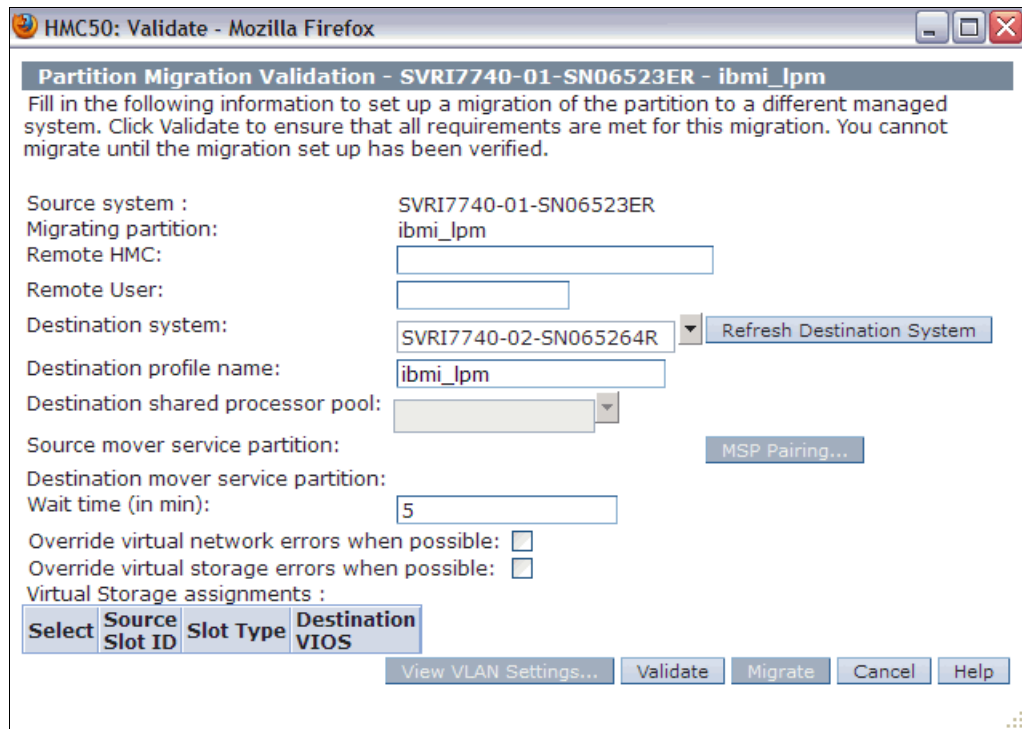 HMC50: Validate - Mozilla Firefox
Partition Migration Validation - SVRI7740-01-SN06523ER - ibmi_lpm
Fill in the following information to set up a migration of the partition to a different managed
system. Click Validate to ensure that all requirements are met for this migration. You cannot
migrate until the migration set up has been verified.
Source system : SVRI7740-01-SN06523ER
Migrating partition: ibmi_lpm
Remote HMC:
Remote User:
Destination system: SVRI7740-02-SN065264R Refresh Destination System
Destination profile name: ibmi_lpm
Destination shared processor pool:
Source mover service partition: MSP Pairing...
Destination mover service partition:
Wait time (in min): 5
Override virtual network errors when possible:
Override virtual storage errors when possible:
Virtual Storage assignments :
Select Source Slot ID Slot Type Destination VIOS
View VLAN Settings... Validate Migrate Cancel Help